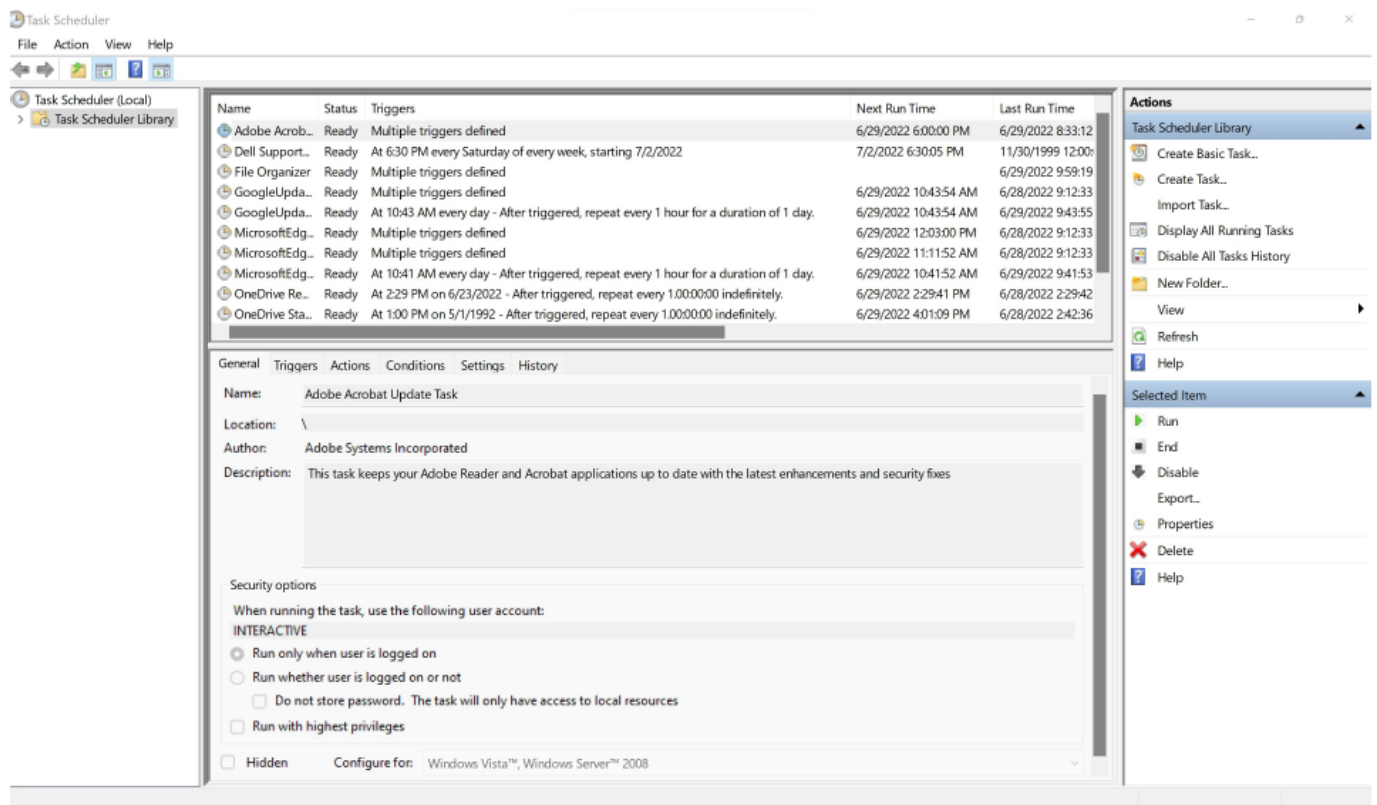 Task Scheduler
File Action View Help
Task Scheduler (Local)
Task Scheduler Library
Name Status Triggers Next Run Time Last Run Time
Adobe Acrob... Ready Multiple triggers defined 6/29/2022 6:00:00 PM 6/29/2022 8:33:12
Dell Support... Ready At 6:30 PM every Saturday of every week, starting 7/2/2022 7/2/2022 6:30:05 PM 11/30/1999 12:00:
File Organizer Ready Multiple triggers defined 6/29/2022 9:59:19
GoogleUpda... Ready Multiple triggers defined 6/29/2022 10:43:54 AM 6/28/2022 9:12:33
GoogleUpda... Ready At 10:43 AM every day - After triggered, repeat every 1 hour for a duration of 1 day. 6/29/2022 10:43:54 AM 6/29/2022 9:43:55
MicrosoftEdg... Ready Multiple triggers defined 6/29/2022 12:03:00 PM 6/28/2022 9:12:33
MicrosoftEdg... Ready Multiple triggers defined 6/29/2022 11:11:52 AM 6/28/2022 9:12:33
MicrosoftEdg... Ready At 10:41 AM every day - After triggered, repeat every 1 hour for a duration of 1 day. 6/29/2022 10:41:52 AM 6/29/2022 9:41:53
OneDrive Re... Ready At 2:29 PM on 6/23/2022 - After triggered, repeat every 1.00:00:00 indefinitely. 6/29/2022 2:29:41 PM 6/28/2022 2:29:42
OneDrive Sta... Ready At 1:00 PM on 5/1/1992 - After triggered, repeat every 1.00:00:00 indefinitely. 6/29/2022 4:01:09 PM 6/28/2022 2:42:36
General Triggers Actions Conditions Settings History
Name: Adobe Acrobat Update Task
Location: \
Author: Adobe Systems Incorporated
Description: This task keeps your Adobe Reader and Acrobat applications up to date with the latest enhancements and security fixes
Security options
When running the task, use the following user account:
INTERACTIVE
Run only when user is logged on
Run whether user is logged on or not
Do not store password. The task will only have access to local resources
Run with highest privileges
Hidden Configure for: Windows Vista™, Windows Server™ 2008
Actions
Task Scheduler Library
Create Basic Task...
Create Task...
Import Task...
Display All Running Tasks
Disable All Tasks History
New Folder...
View
Refresh
Help
Selected Item
Run
End
Disable
Export...
Properties
Delete
Help